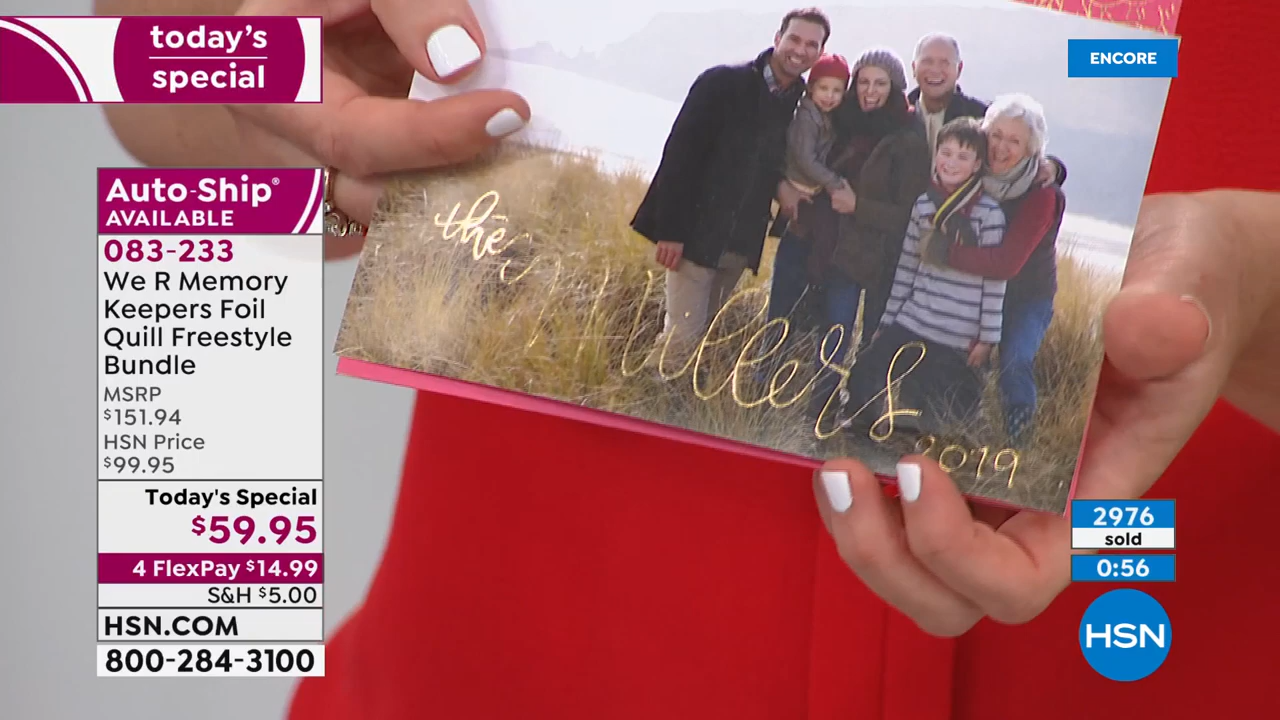 today's
special
ENCORE
Auto-Ship®
AVAILABLE
083-233
We R Memory
Keepers Foil
Quill Freestyle
Bundle
MSRP
$151.94
HSN Price
$99.95
Today's Special
$59.95
4 FlexPay $14.99
S&H $5.00
HSN.COM
800-284-3100
the
Millers
2019
2976
sold
0:56
HSN